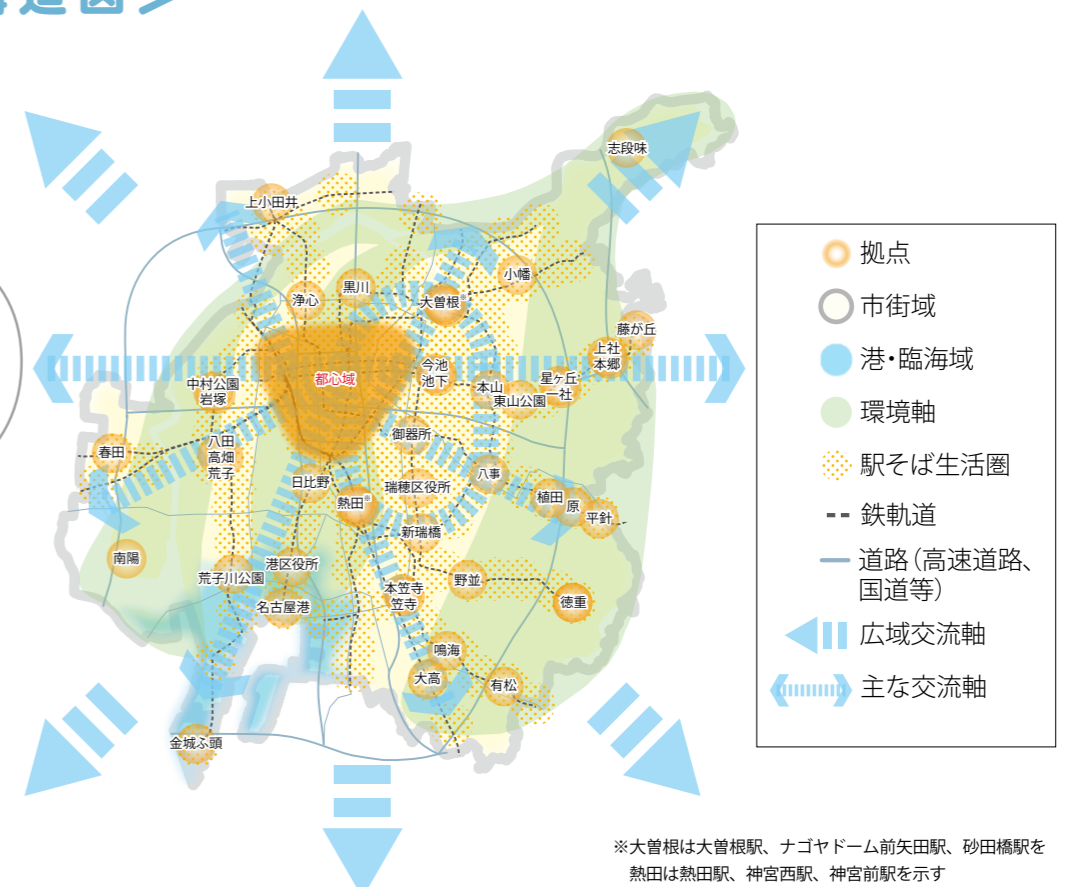 造図＞
志段味
上小田井
小幡
黒川
浄心
大曽根※
藤が丘
上社
本郷
今池
池下
都心域
星ヶ丘
一社
本山
東山公園
中村公園
岩塚
御器所
八田
高畑
荒子
春田
八事
日比野
瑞穂区役所
熱田※
植田
原
平針
新瑞橋
南陽
港区役所
荒子川公園
野並
本笠寺
笠寺
名古屋港
徳重
鳴海
大高
有松
金城ふ頭
拠点
市街域
港・臨海域
環境軸
駅そば生活圏
鉄軌道
道路（高速道路、
国道等）
広域交流軸
主な交流軸
※大曽根は大曽根駅、ナゴヤドーム前矢田駅、砂田橋駅を
熱田は熱田駅、神宮西駅、神宮前駅を示す